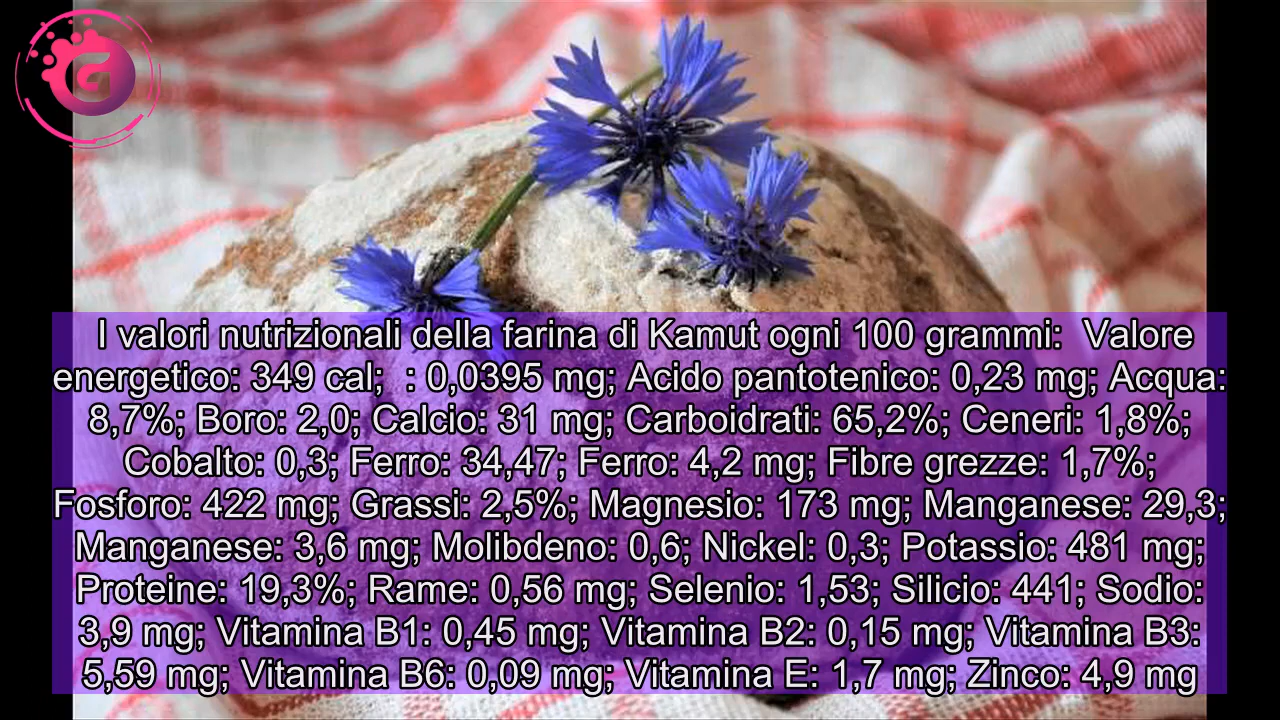 G
I valori nutrizionali della farina di Kamut ogni 100 grammi:  Valore
energetico: 349 cal;  : 0,0395 mg; Acido pantotenico: 0,23 mg; Acqua:
8,7%; Boro: 2,0; Calcio: 31 mg; Carboidrati: 65,2%; Ceneri: 1,8%;
Cobalto: 0,3; Ferro: 34,47; Ferro: 4,2 mg; Fibre grezze: 1,7%;
Fosforo: 422 mg; Grassi: 2,5%; Magnesio: 173 mg; Manganese: 29,3;
Manganese: 3,6 mg; Molibdeno: 0,6; Nickel: 0,3; Potassio: 481 mg;
Proteine: 19,3%; Rame: 0,56 mg; Selenio: 1,53; Silicio: 441; Sodio:
3,9 mg; Vitamina B1: 0,45 mg; Vitamina B2: 0,15 mg; Vitamina B3:
5,59 mg; Vitamina B6: 0,09 mg; Vitamina E: 1,7 mg; Zinco: 4,9 mg